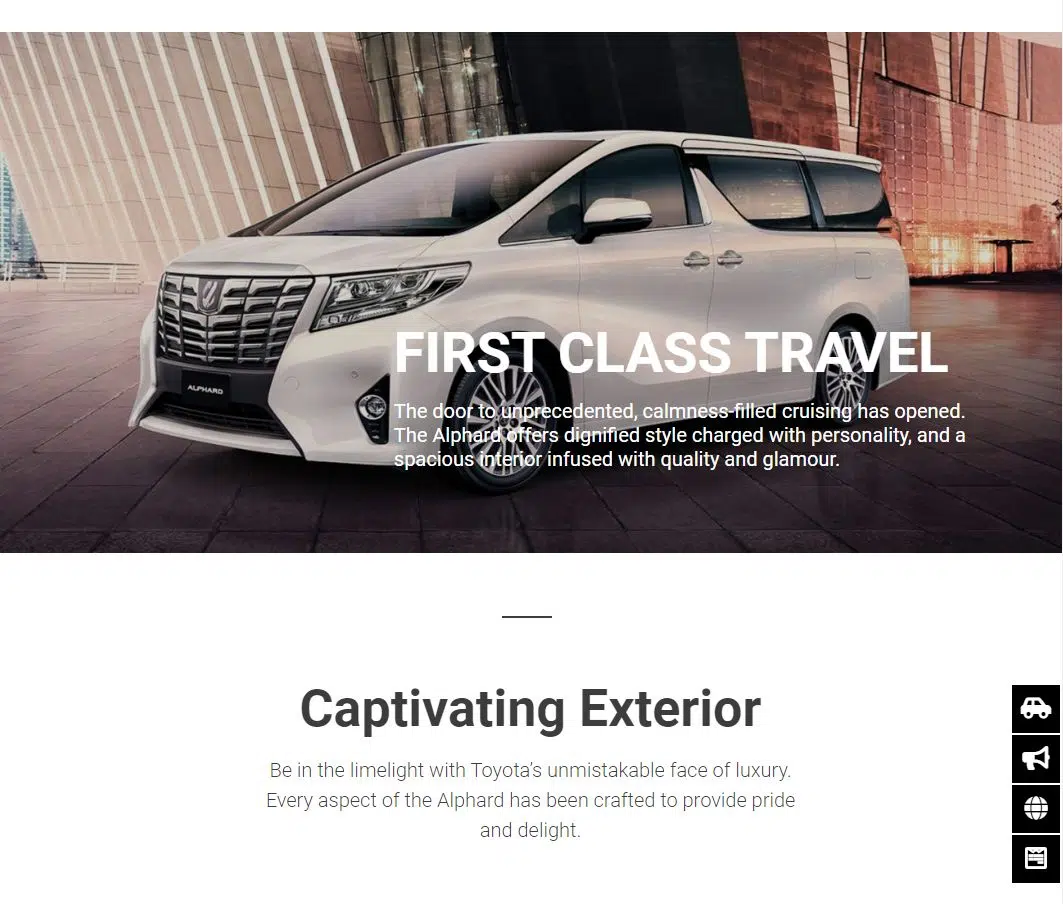 ALPHARD
FIRST CLASS TRAVEL
The door to unprecedented, calmness-filled cruising has opened.
The Alphard offers dignified style charged with personality, and a
spacious interior infused with quality and glamour.
Captivating Exterior
Be in the limelight with Toyota’s unmistakable face of luxury.
Every aspect of the Alphard has been crafted to provide pride
and delight.